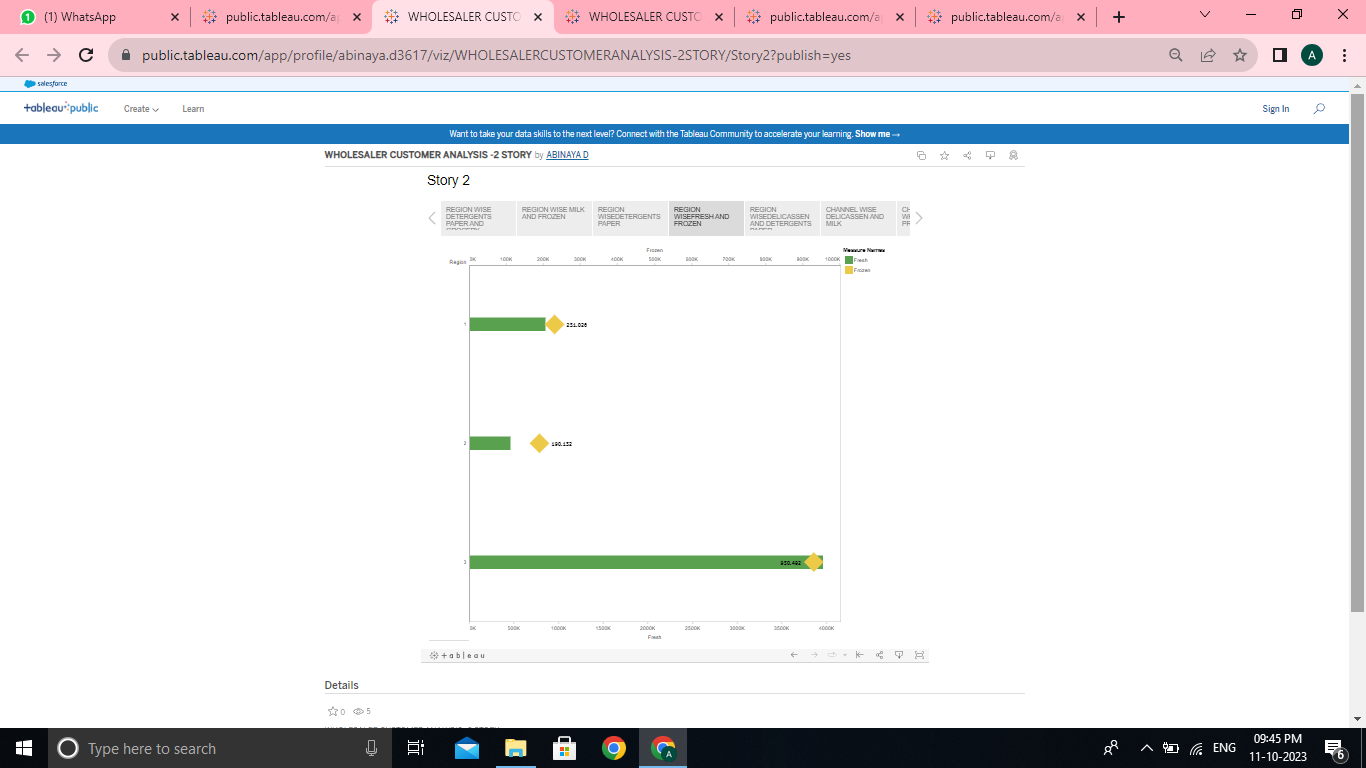 (1) WhatsApp
public.tableau.com/ap
WHOLESALER CUSTO
WHOLESALER CUSTO
public.tableau.com/a
public.tableau.com/ap
public.tableau.com/app/profile/abinaya.d3617/viz/WHOLESALERCUSTOMERANALYSIS-2STORY/Story2?publish=yes
A
salesforce
+ableau public
Create
Learn
Sign In
Want to take your data skills to the next level? Connect with the Tableau Community to accelerate your learning. Show me →
WHOLESALER CUSTOMER ANALYSIS -2 STORY by ABINAYA D
Story 2
REGION WISE
DETERGENTS
PAPER AND
GROCERY
REGION WISE MILK
AND FROZEN
REGION
WISEDETERGENTS
PAPER
REGION
WISEFRESH AND
FROZEN
REGION
WISEDELICASSEN
AND DETERGENTS
PAPER
CHANNEL WISE
DELICASSEN AND
MILK
Frozen
Region
0K 100K 200K 300K 400K 500K 600K 700K 800K 900K 1000K
Measure Names
Fresh
Frozen
1
231,026
2
190,132
3
930,492
0K 500K 1000K 1500K 2000K 2500K 3000K 3500K 4000K
Fresh
+ableau
Details
0 5
Type here to search
A
ENG
09:45 PM
11-10-2023
6